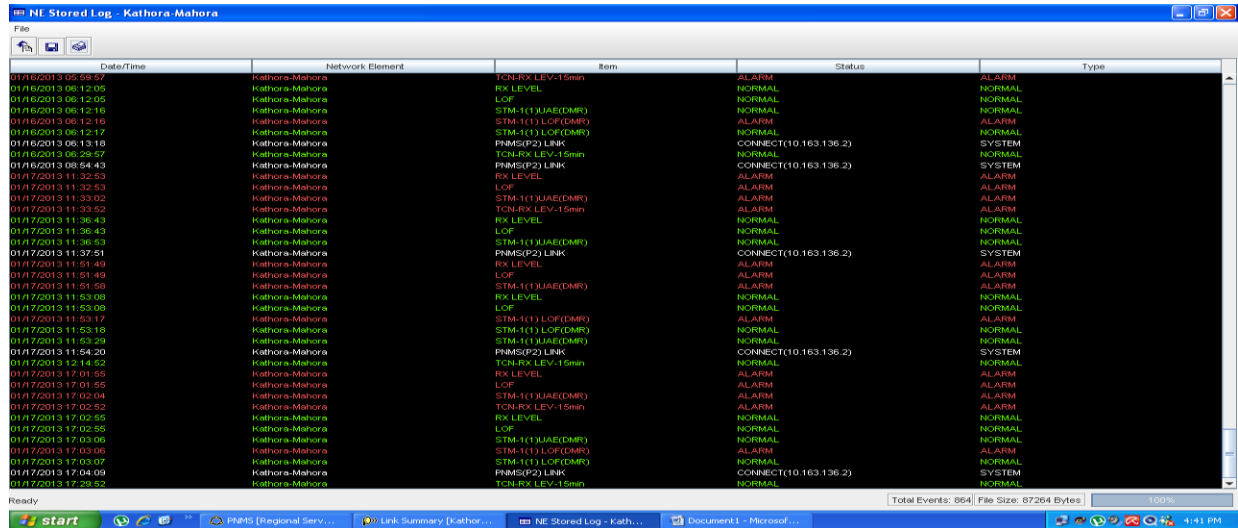 NE Stored Log - Kathora-Mahora
File
Date/Time Network Element Item Status Type
01/16/2013 05:59:57 Kathora-Mahora TCN-RX LEV-15min ALARM ALARM
01/16/2013 06:12:05 Kathora-Mahora RX LEVEL NORMAL NORMAL
01/16/2013 06:12:05 Kathora-Mahora LOF NORMAL NORMAL
01/16/2013 06:12:16 Kathora-Mahora STM-1(1)UAE(DMR) NORMAL NORMAL
01/16/2013 06:12:16 Kathora-Mahora STM-1(1) LOF(DMR) ALARM ALARM
01/16/2013 06:12:17 Kathora-Mahora STM-1(1) LOF(DMR) NORMAL NORMAL
01/16/2013 06:13:18 Kathora-Mahora PNMS(P2) LINK CONNECT(10.163.136.2) SYSTEM
01/16/2013 06:29:57 Kathora-Mahora TCN-RX LEV-15min NORMAL NORMAL
01/16/2013 08:54:43 Kathora-Mahora PNMS(P2) LINK CONNECT(10.163.136.2) SYSTEM
01/17/2013 11:32:53 Kathora-Mahora RX LEVEL ALARM ALARM
01/17/2013 11:32:53 Kathora-Mahora LOF ALARM ALARM
01/17/2013 11:33:02 Kathora-Mahora STM-1(1)UAE(DMR) ALARM ALARM
01/17/2013 11:33:52 Kathora-Mahora TCN-RX LEV-15min ALARM ALARM
01/17/2013 11:36:43 Kathora-Mahora RX LEVEL NORMAL NORMAL
01/17/2013 11:36:43 Kathora-Mahora LOF NORMAL NORMAL
01/17/2013 11:36:53 Kathora-Mahora STM-1(1)UAE(DMR) NORMAL NORMAL
01/17/2013 11:37:51 Kathora-Mahora PNMS(P2) LINK CONNECT(10.163.136.2) SYSTEM
01/17/2013 11:51:49 Kathora-Mahora RX LEVEL ALARM ALARM
01/17/2013 11:51:49 Kathora-Mahora LOF ALARM ALARM
01/17/2013 11:51:58 Kathora-Mahora STM-1(1)UAE(DMR) ALARM ALARM
01/17/2013 11:53:08 Kathora-Mahora RX LEVEL NORMAL NORMAL
01/17/2013 11:53:08 Kathora-Mahora LOF NORMAL NORMAL
01/17/2013 11:53:17 Kathora-Mahora STM-1(1) LOF(DMR) ALARM ALARM
01/17/2013 11:53:18 Kathora-Mahora STM-1(1) LOF(DMR) NORMAL NORMAL
01/17/2013 11:53:29 Kathora-Mahora STM-1(1)UAE(DMR) NORMAL NORMAL
01/17/2013 11:54:20 Kathora-Mahora PNMS(P2) LINK CONNECT(10.163.136.2) SYSTEM
01/17/2013 12:14:52 Kathora-Mahora TCN-RX LEV-15min NORMAL NORMAL
01/17/2013 17:01:55 Kathora-Mahora RX LEVEL ALARM ALARM
01/17/2013 17:01:55 Kathora-Mahora LOF ALARM ALARM
01/17/2013 17:02:04 Kathora-Mahora STM-1(1)UAE(DMR) ALARM ALARM
01/17/2013 17:02:52 Kathora-Mahora TCN-RX LEV-15min ALARM ALARM
01/17/2013 17:02:55 Kathora-Mahora RX LEVEL NORMAL NORMAL
01/17/2013 17:02:55 Kathora-Mahora LOF NORMAL NORMAL
01/17/2013 17:03:06 Kathora-Mahora STM-1(1)UAE(DMR) NORMAL NORMAL
01/17/2013 17:03:06 Kathora-Mahora STM-1(1) LOF(DMR) ALARM ALARM
01/17/2013 17:03:07 Kathora-Mahora STM-1(1) LOF(DMR) NORMAL NORMAL
01/17/2013 17:04:09 Kathora-Mahora PNMS(P2) LINK CONNECT(10.163.136.2) SYSTEM
01/17/2013 17:29:52 Kathora-Mahora TCN-RX LEV-15min NORMAL NORMAL
Ready Total Events: 864 File Size: 87264 Bytes 100%
start PNMS [Regional Serv... Link Summary [Kathor... NE Stored Log - Kath... Document1 - Microsof... 4:41 PM